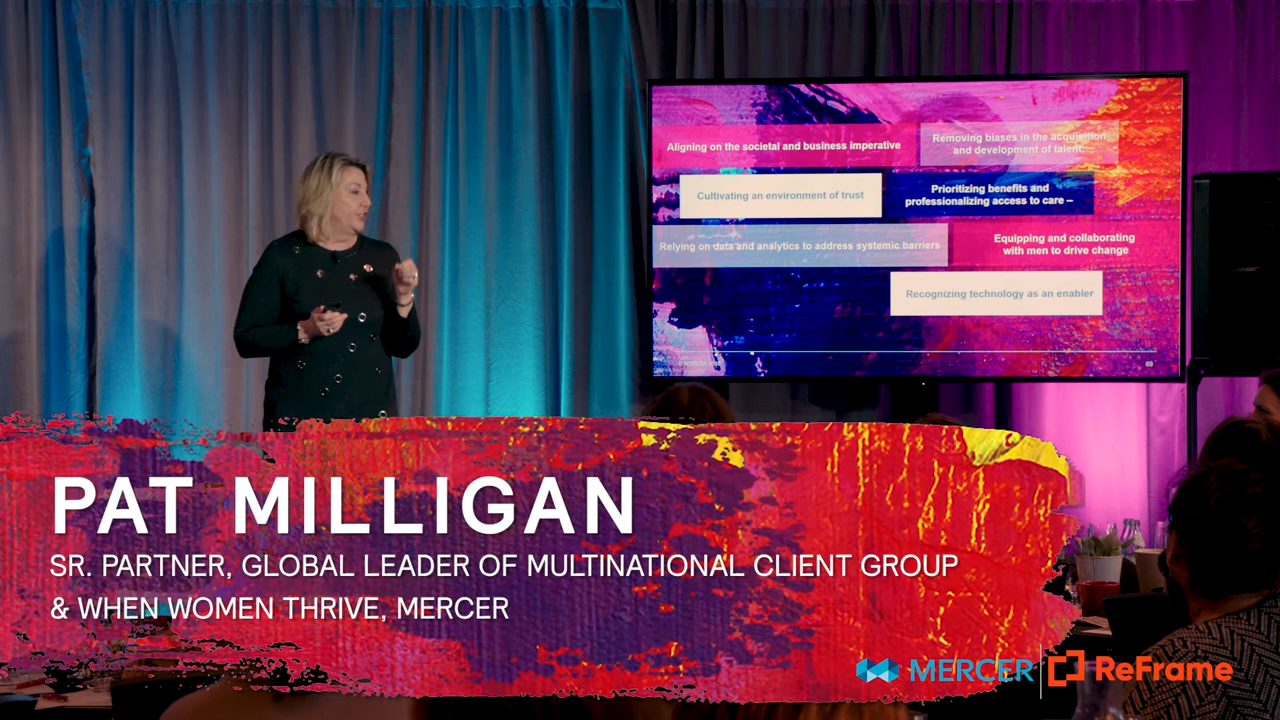 Aligning on the societal and business imperative
Removing biases in the acquisition
and development of talent
Cultivating an environment of trust
Prioritizing benefits and
professionalizing access to care –
Relying on data and analytics to address systemic barriers
Equipping and collaborating
with men to drive change
Recognizing technology as an enabler
PAT MILLIGAN
SR. PARTNER, GLOBAL LEADER OF MULTINATIONAL CLIENT GROUP
& WHEN WOMEN THRIVE, MERCER
MERCER
ReFrame